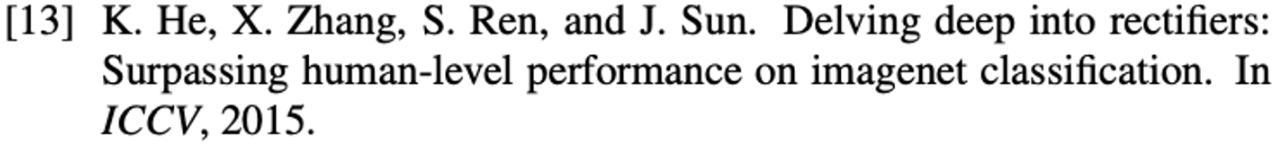 [13] K. He, X. Zhang, S. Ren, and J. Sun. Delving deep into rectifiers:
Surpassing human-level performance on imagenet classification. In
ICCV, 2015.